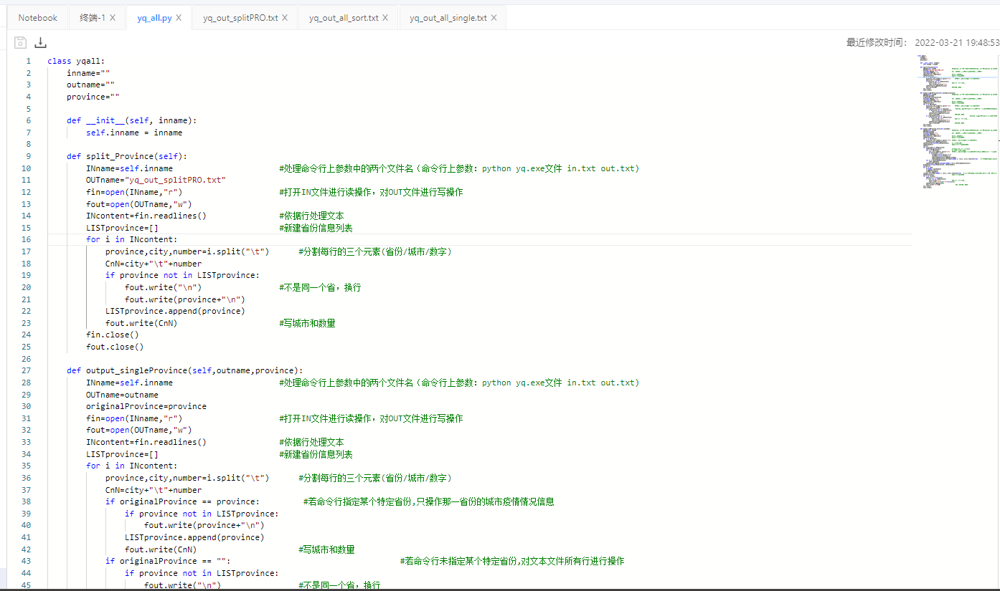 Notebook 终端-1 yq_all.py yq_out_splitPRO.txt yq_out_all_sort.txt yq_out_all_single.txt
最近修改时间： 2022-03-21 19:48:53
1 class yqall:
2 inname=""
3 outname=""
4 province=""
5
6 def __init__(self, inname):
7 self.inname = inname
8
9 def split_Province(self):
10 INname=self.inname #处理命令行上参数中的两个文件名（命令行上参数：python yq.exe文件 in.txt out.txt)
11 OUTname="yq_out_splitPRO.txt"
12 fin=open(INname,"r") #打开IN文件进行读操作，对OUT文件进行写操作
13 fout=open(OUTname,"w")
14 INcontent=fin.readlines() #依据行处理文本
15 LISTprovince=[] #新建省份信息列表
16 for i in INcontent:
17 province,city,number=i.split("\t") #分割每行的三个元素(省份/城市/数字)
18 CnN=city+"\t"+number
19 if province not in LISTprovince:
20 fout.write("\n") #不是同一个省，换行
21 fout.write(province+"\n")
22 LISTprovince.append(province)
23 fout.write(CnN) #写城市和数量
24 fin.close()
25 fout.close()
26
27 def output_singleProvince(self,outname,province):
28 INname=self.inname #处理命令行上参数中的两个文件名（命令行上参数：python yq.exe文件 in.txt out.txt)
29 OUTname=outname
30 originalProvince=province
31 fin=open(INname,"r") #打开IN文件进行读操作，对OUT文件进行写操作
32 fout=open(OUTname,"w")
33 INcontent=fin.readlines() #依据行处理文本
34 LISTprovince=[] #新建省份信息列表
35 for i in INcontent:
36 province,city,number=i.split("\t") #分割每行的三个元素(省份/城市/数字)
37 CnN=city+"\t"+number
38 if originalProvince == province: #若命令行指定某个特定省份,只操作那一省份的城市疫情情况信息
39 if province not in LISTprovince:
40 fout.write(province+"\n")
41 LISTprovince.append(province)
42 fout.write(CnN) #写城市和数量
43 if originalProvince == "": #若命令行未指定某个特定省份,对文本文件所有行进行操作
44 if province not in LISTprovince:
45 fout.write("\n") #不是同一个省，换行